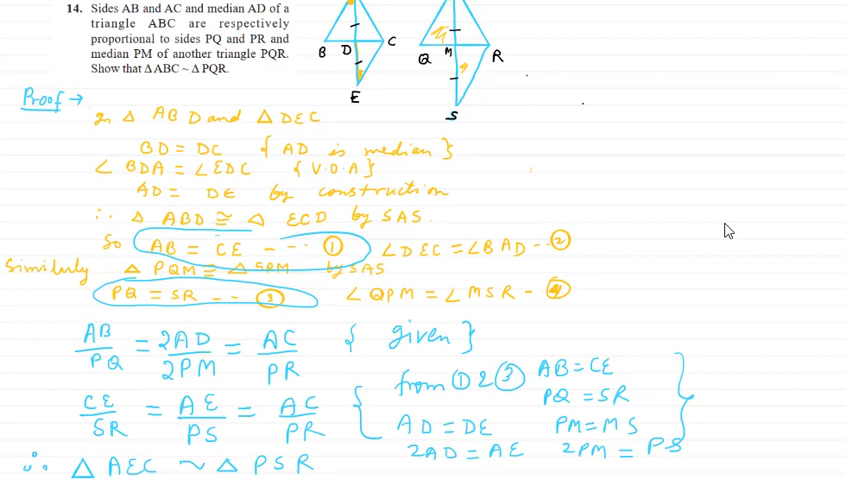 14. Sides AB and AC and median AD of a
triangle ABC are respectively
proportional to sides PQ and PR and
median PM of another triangle PQR.
Show that Δ ABC ~ Δ PQR.
B D C
E
Q M R
S
Proof →
In Δ ABD and Δ DEC
BD = DC { AD is median }
∠ BDA = ∠ EDC { V.O.A }
AD = DE by construction
∴ Δ ABD ≅ Δ ECD by SAS.
So AB = CE - - - ① ∠ DEC = ∠ BAD - - ②
Similarly Δ PQM ≅ Δ SRM by SAS
PQ = SR - - ③ ∠ QPM = ∠ MSR - ④
AB/PQ = 2AD/2PM = AC/PR { given }
CE/SR = AE/PS = AC/PR { from ① & ③ AB = CE
PQ = SR
AD = DE PM = MS
2AD = AE 2PM = PS }
∴ Δ AEC ~ Δ PSR